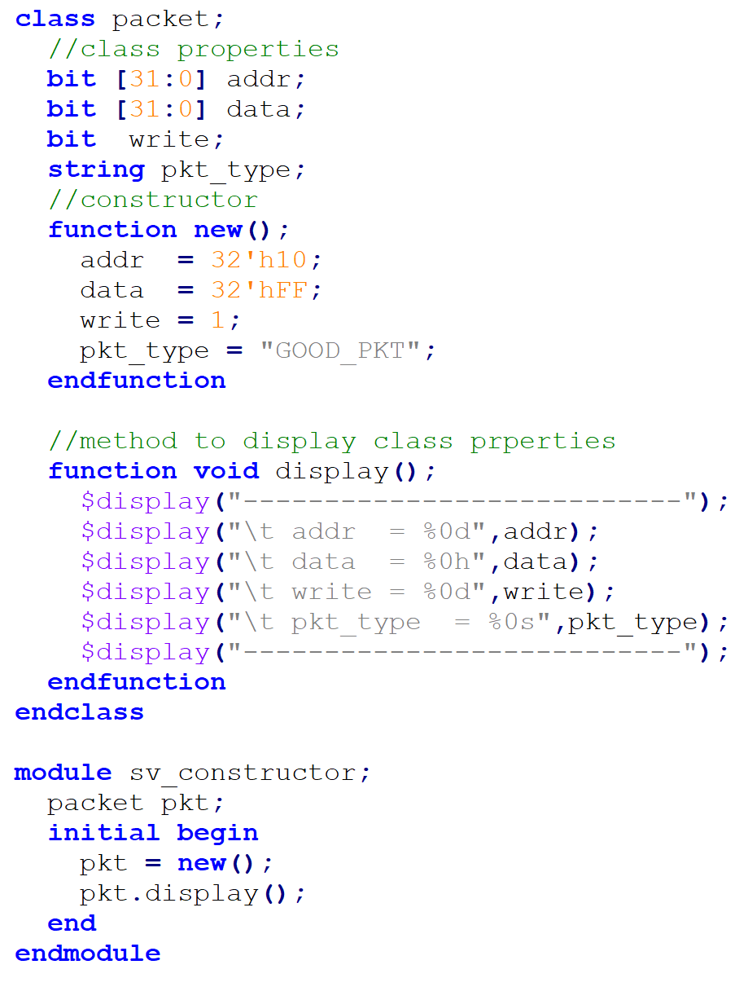 class packet;
  //class properties
  bit [31:0] addr;
  bit [31:0] data;
  bit  write;
  string pkt_type;
  //constructor
  function new();
    addr  = 32'h10;
    data  = 32'hFF;
    write = 1;
    pkt_type = "GOOD_PKT";
  endfunction

  //method to display class prperties
  function void display();
    $display("---------------------------");
    $display("\t addr  = %0d",addr);
    $display("\t data  = %0h",data);
    $display("\t write = %0d",write);
    $display("\t pkt_type  = %0s",pkt_type);
    $display("---------------------------");
  endfunction
endclass

module sv_constructor;
  packet pkt;
  initial begin
    pkt = new();
    pkt.display();
  end
endmodule